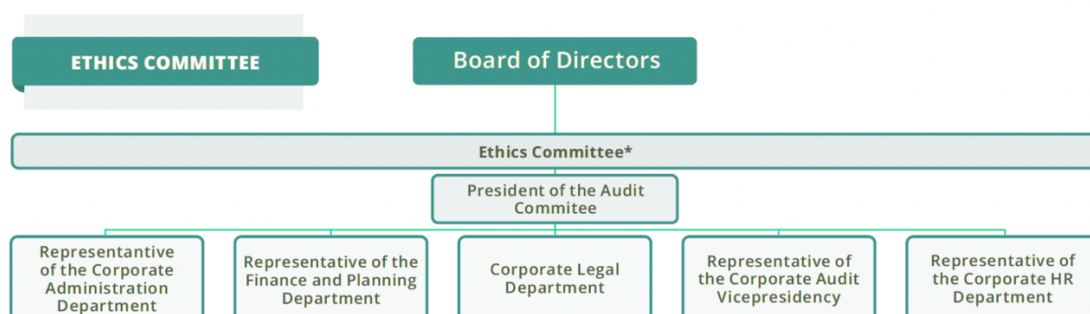 ETHICS COMMITTEE
Board of Directors
Ethics Committee*
President of the Audit
Commitee
Representantive
of the Corporate
Administration
Department
Representative of the
Finance and Planning
Department
Corporate Legal
Department
Representative of
the Corporate Audit
Vicepresidency
Representative of
the Corporate HR
Department